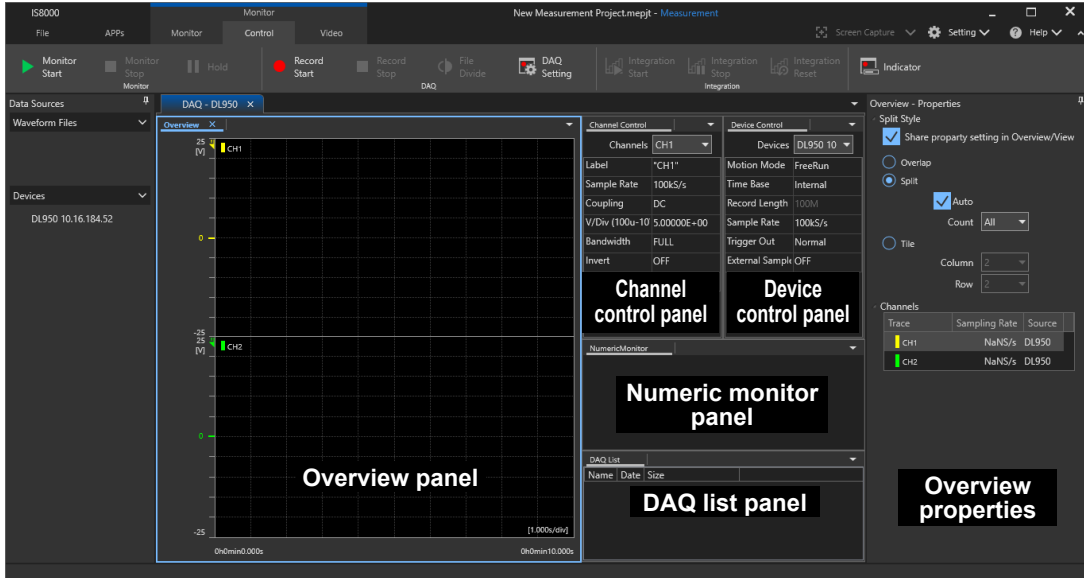 IS8000
Monitor
New Measurement Project.mepjt - Measurement
File APPs Monitor Control Video
Screen Capture Setting Help
Monitor Start
Monitor Stop
Hold
Record Start
Record Stop
File Divide
DAQ Setting
Integration Start
Integration Stop
Integration Reset
Indicator
Monitor
DAQ
Integration
Data Sources
Waveform Files
Devices
DL950 10.16.184.52
DAQ - DL950 ×
Overview ×
25
[V]
CH1
0
-25
25
[V]
CH2
0
-25
[1.000s/div]
0h0min0.000s
0h0min10.000s
Overview panel
Channel Control
Channels CH1
Label "CH1"
Sample Rate 100kS/s
Coupling DC
V/Div (100u-10 5.00000E+00
Bandwidth FULL
Invert OFF
Channel
control panel
Device Control
Devices DL950 10
Motion Mode FreeRun
Time Base Internal
Record Length 100M
Sample Rate 100kS/s
Trigger Out Normal
External Sample OFF
Device
control panel
NumericMonitor
Numeric monitor
panel
DAQ List
Name Date Size
DAQ list panel
Overview - Properties
Split Style
Share proparty setting in Overview/View
Overlap
Split
Auto
Count All
Tile
Column 2
Row 2
Channels
Trace Sampling Rate Source
CH1 NaNS/s DL950
CH2 NaNS/s DL950
Overview
properties